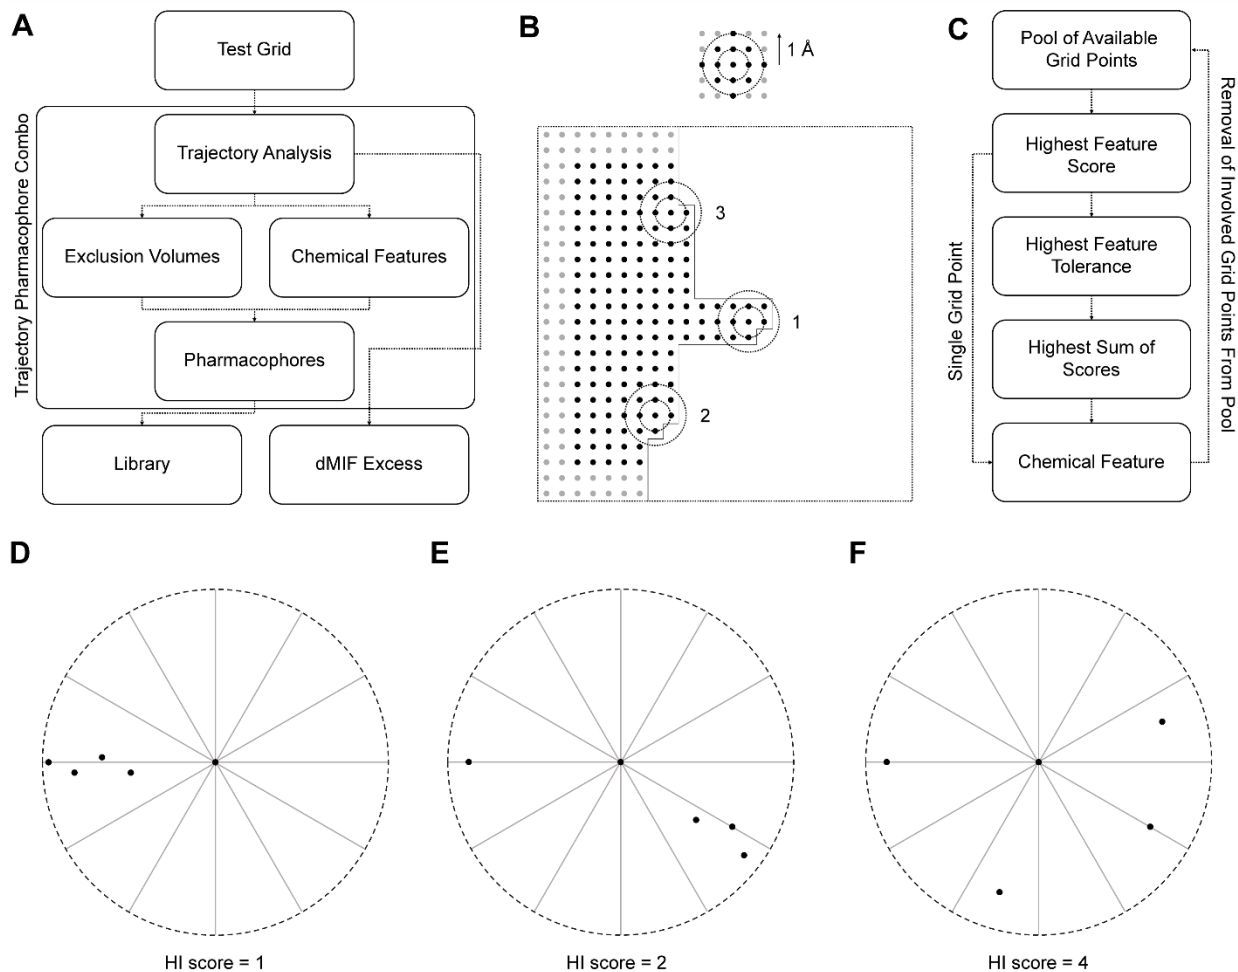 A
Test Grid
Trajectory Pharmacophore Combo
Trajectory Analysis
Exclusion Volumes
Chemical Features
Pharmacophores
Library
dMIF Excess
B
1 Å
3
1
2
C
Pool of Available
Grid Points
Highest Feature
Score
Highest Feature
Tolerance
Highest Sum of
Scores
Chemical Feature
Single Grid Point
Removal of Involved Grid Points From Pool
D
HI score = 1
E
HI score = 2
F
HI score = 4